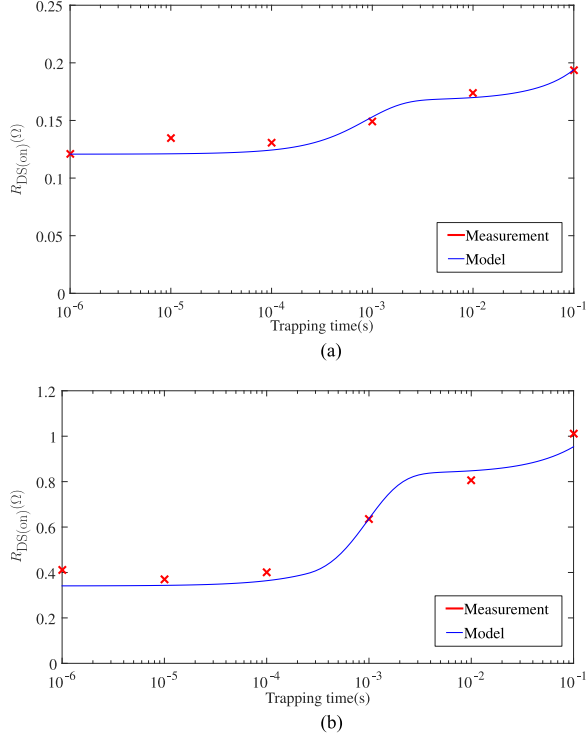 0.25
0.2
0.15
0.1
0.05
0
R_DS(on)(Ω)
10^-6 10^-5 10^-4 10^-3 10^-2 10^-1
Trapping time(s)
Measurement
Model
(a)
1.2
1
0.8
0.6
0.4
0.2
0
R_DS(on)(Ω)
10^-6 10^-5 10^-4 10^-3 10^-2 10^-1
Trapping time(s)
Measurement
Model
(b)